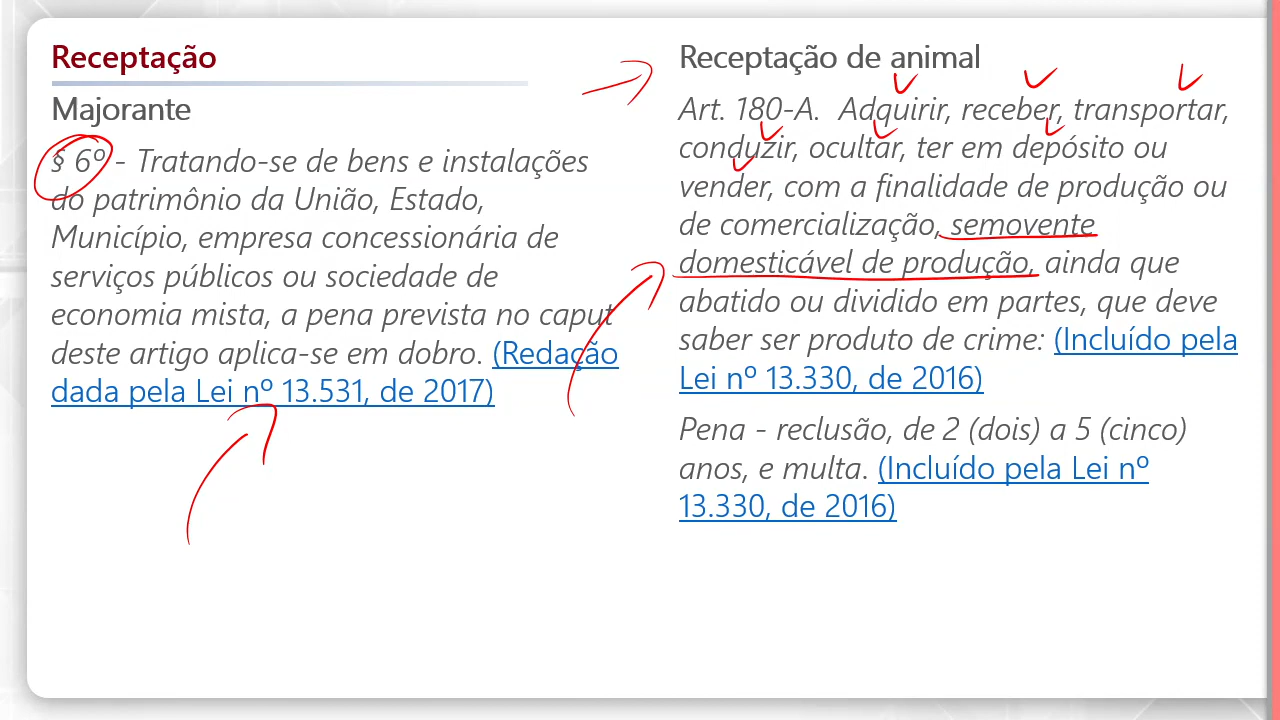 Receptação
Majorante
§ 6º - Tratando-se de bens e instalações
do patrimônio da União, Estado,
Município, empresa concessionária de
serviços públicos ou sociedade de
economia mista, a pena prevista no caput
deste artigo aplica-se em dobro. (Redação
dada pela Lei nº 13.531, de 2017)
Receptação de animal
Art. 180-A. Adquirir, receber, transportar,
conduzir, ocultar, ter em depósito ou
vender, com a finalidade de produção ou
de comercialização, semovente
domesticável de produção, ainda que
abatido ou dividido em partes, que deve
saber ser produto de crime: (Incluído pela
Lei nº 13.330, de 2016)
Pena - reclusão, de 2 (dois) a 5 (cinco)
anos, e multa. (Incluído pela Lei nº
13.330, de 2016)